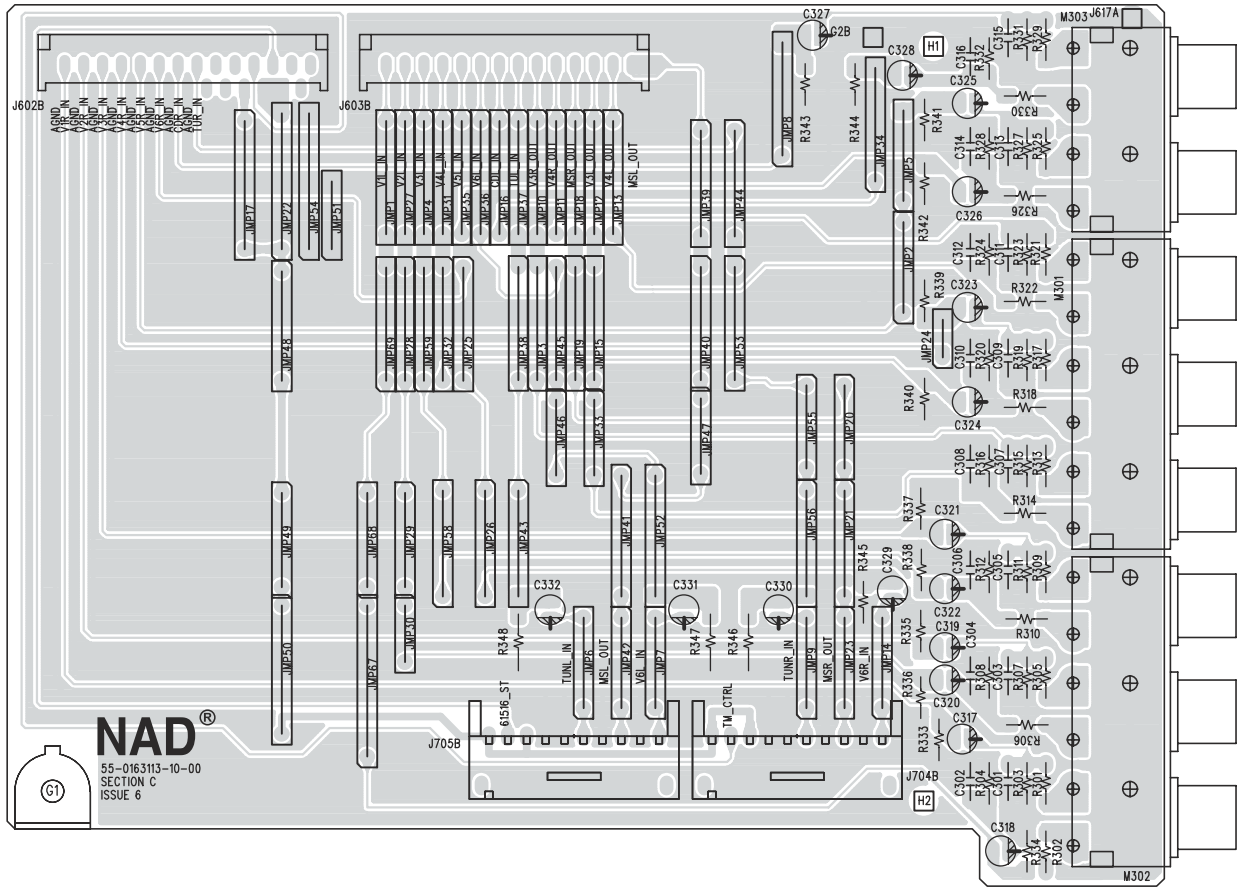 C327
G2B
M303
J617A
C328
H1
C316
R332
C315
R331
R329
J602B
J603B
C325
R330
AGND
V1R_IN
AGND
V2R_IN
AGND
V3R_IN
AGND
V4R_IN
AGND
V5R_IN
AGND
V6R_IN
AGND
CDR_IN
AGND
TUR_IN
R343
JMP8
R344
JMP34
R341
JMP5
C314
R328
C313
R327
R325
V1L_IN
V2L_IN
V3L_IN
V4L_IN
V5L_IN
V6L_IN
CDL_IN
TUL_IN
V3R_OUT
V4R_OUT
MSR_OUT
V3L_OUT
V4L_OUT
MSL_OUT
JMP17
JMP22
JMP54
JMP51
JMP1
JMP27
JMP4
JMP31
JMP35
JMP36
JMP16
JMP37
JMP10
JMP11
JMP18
JMP12
JMP13
JMP39
JMP44
C326
R326
R342
JMP2
C312
R324
C311
R323
R321
R339
C323
R322
M301
JMP24
JMP48
JMP69
JMP28
JMP59
JMP32
JMP25
JMP38
JMP3
JMP45
JMP19
JMP15
JMP40
JMP53
C310
R320
C309
R319
R317
R340
C324
R318
JMP46
JMP33
JMP47
JMP55
JMP20
C308
R316
C307
R315
R313
R337
R314
C321
JMP49
JMP68
JMP29
JMP58
JMP26
JMP43
JMP41
JMP52
JMP56
JMP21
R345
C329
R338
C306
R312
C305
R311
R309
C332
C331
C330
C322
C319
C304
R335
R310
R348
R347
R346
JMP50
JMP67
JMP30
TUNL_IN
JMP6
MSL_OUT
JMP42
V6L_IN
JMP7
TUNR_IN
JMP9
MSR_OUT
JMP23
V6R_IN
JMP14
R336
C320
R308
C303
R307
R305
61516_ST
TM_CTRL
C317
R333
R306
NAD®
55-0163113-10-00
SECTION C
ISSUE 6
G1
J705B
J704B
H2
C302
R304
C301
R303
R301
C318
R334
R302
M302